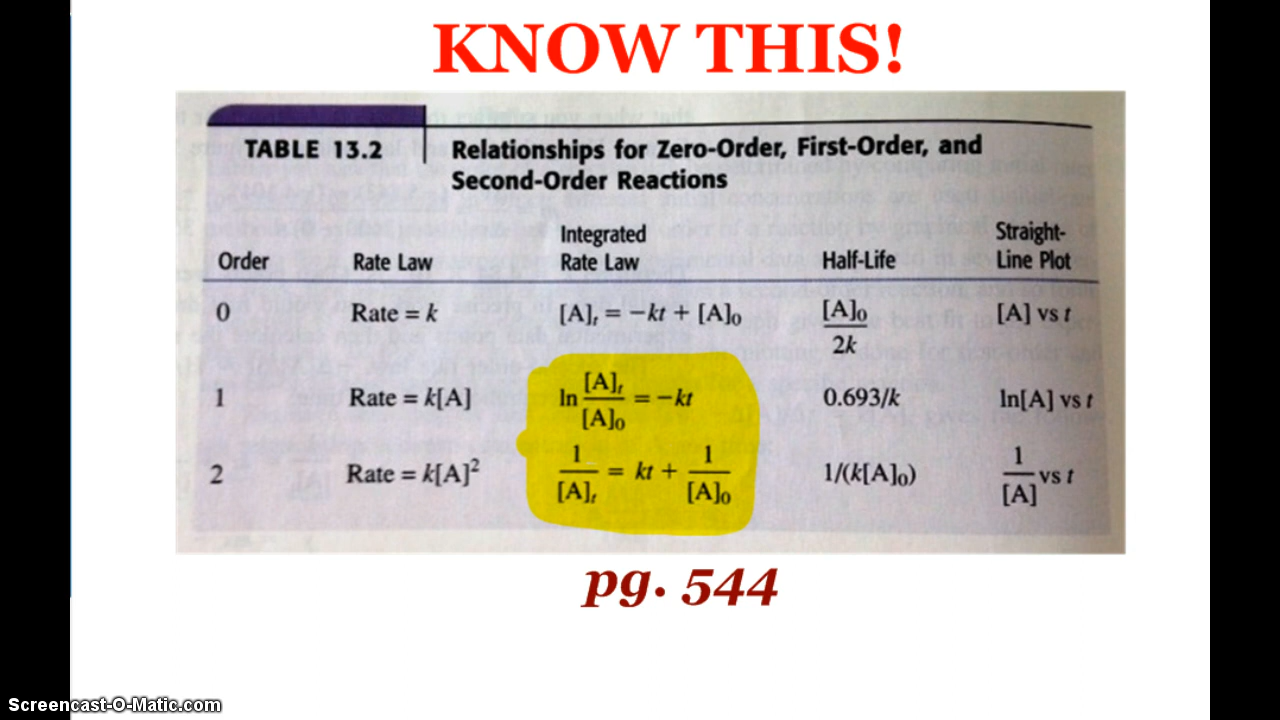 KNOW THIS!
TABLE 13.2
Relationships for Zero-Order, First-Order, and
Second-Order Reactions
Order Rate Law Integrated Rate Law Half-Life Straight-Line Plot
0 Rate = k [A]ₜ = −kt + [A]₀ [A]₀/2k [A] vs t
1 Rate = k[A] ln [A]ₜ/[A]₀ = −kt 0.693/k ln[A] vs t
2 Rate = k[A]² 1/[A]ₜ = kt + 1/[A]₀ 1/(k[A]₀) 1/[A] vs t
pg. 544
Screencast-O-Matic.com